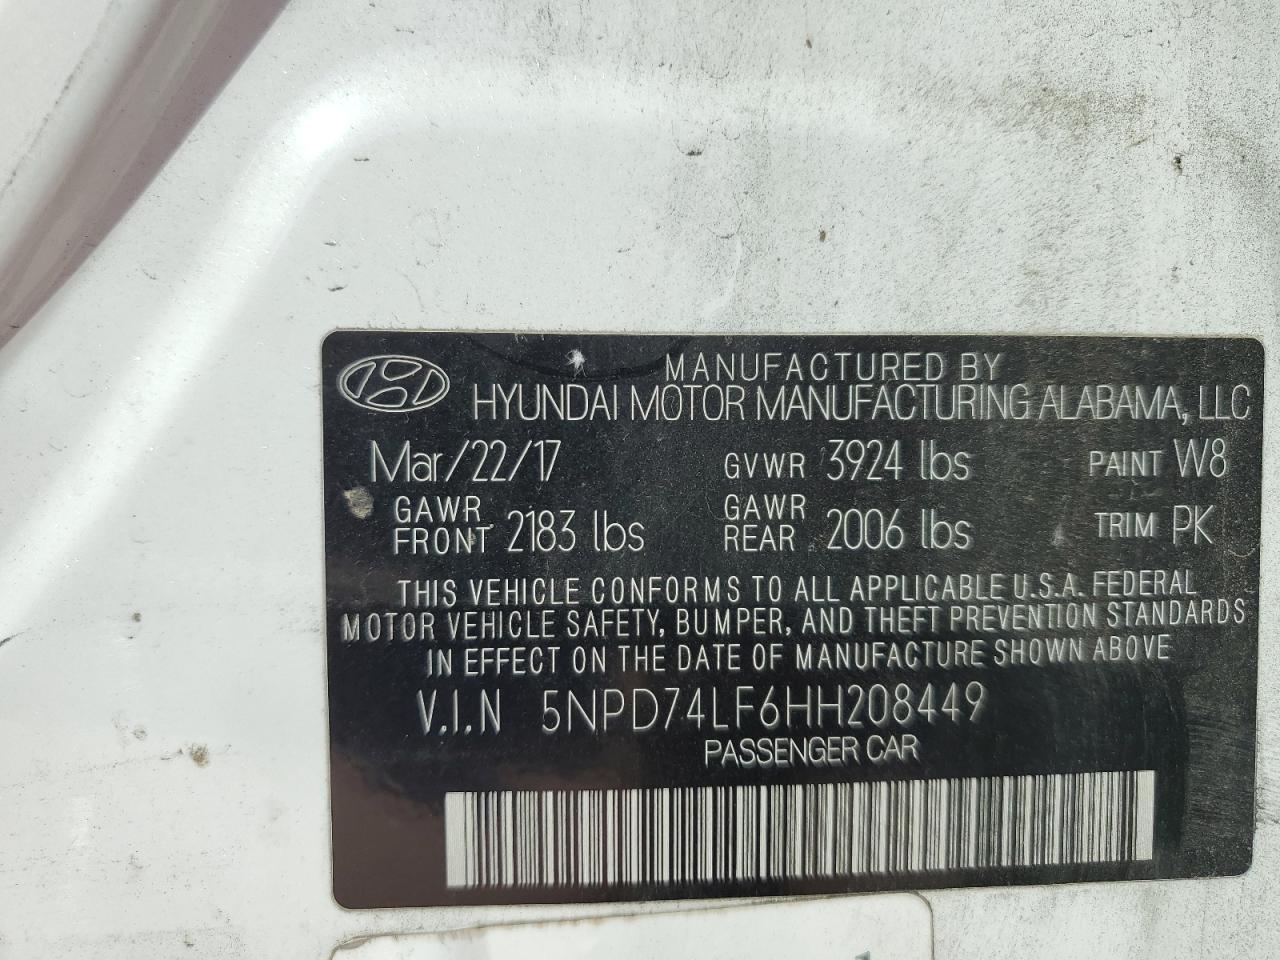 MANUFACTURED BY
HYUNDAI MOTOR MANUFACTURING ALABAMA, LLC
Mar/22/17 GVWR 3924 lbs PAINT W8
GAWR FRONT 2183 lbs GAWR REAR 2006 lbs TRIM PK
THIS VEHICLE CONFORMS TO ALL APPLICABLE U.S.A. FEDERAL
MOTOR VEHICLE SAFETY, BUMPER, AND THEFT PREVENTION STANDARDS
IN EFFECT ON THE DATE OF MANUFACTURE SHOWN ABOVE
V.I.N 5NPD74LF6HH208449
PASSENGER CAR